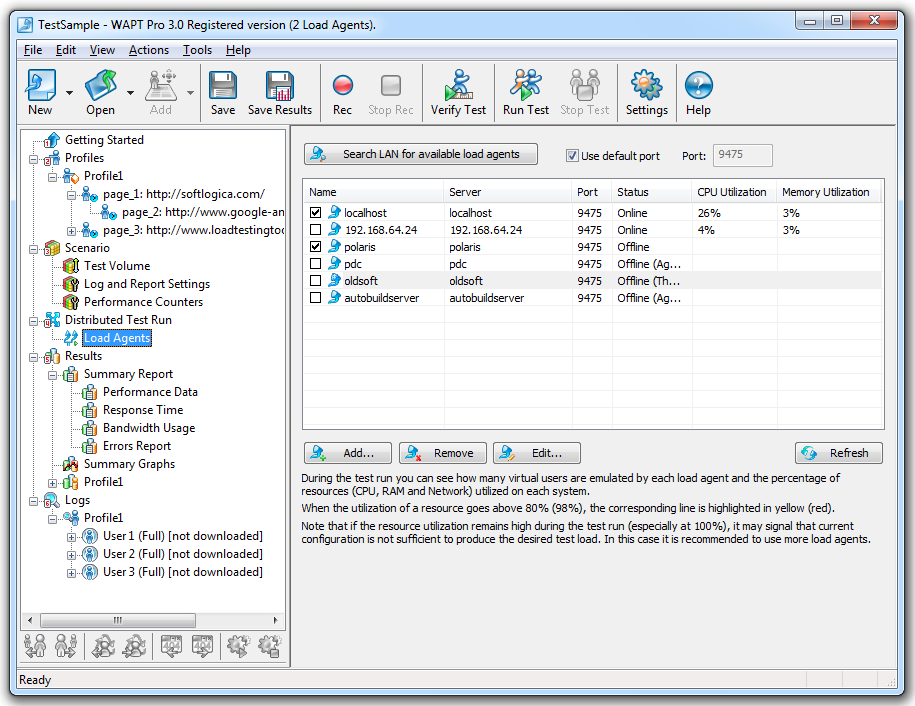 TestSample - WAPT Pro 3.0 Registered version (2 Load Agents).
File Edit View Actions Tools Help
New Open Add Save Save Results Rec Stop Rec Verify Test Run Test Stop Test Settings Help
Getting Started
Profiles
Profile1
page_1: http://softlogica.com/
page_2: http://www.google-an
page_3: http://www.loadtestingtoo
Scenario
Test Volume
Log and Report Settings
Performance Counters
Distributed Test Run
Load Agents
Results
Summary Report
Performance Data
Response Time
Bandwidth Usage
Errors Report
Summary Graphs
Profile1
Logs
Profile1
User 1 (Full) [not downloaded]
User 2 (Full) [not downloaded]
User 3 (Full) [not downloaded]
Search LAN for available load agents Use default port Port: 9475
Name Server Port Status CPU Utilization Memory Utilization
localhost localhost 9475 Online 26% 3%
192.168.64.24 192.168.64.24 9475 Online 4% 3%
polaris polaris 9475 Offline
pdc pdc 9475 Offline (Ag...
oldsoft oldsoft 9475 Offline (Th...
autobuildserver autobuildserver 9475 Offline (Ag...
Add... Remove Edit... Refresh
During the test run you can see how many virtual users are emulated by each load agent and the percentage of
resources (CPU, RAM and Network) utilized on each system.
When the utilization of a resource goes above 80% (98%), the corresponding line is highlighted in yellow (red).
Note that if the resource utilization remains high during the test run (especially at 100%), it may signal that current
configuration is not sufficient to produce the desired test load. In this case it is recommended to use more load agents.
Ready